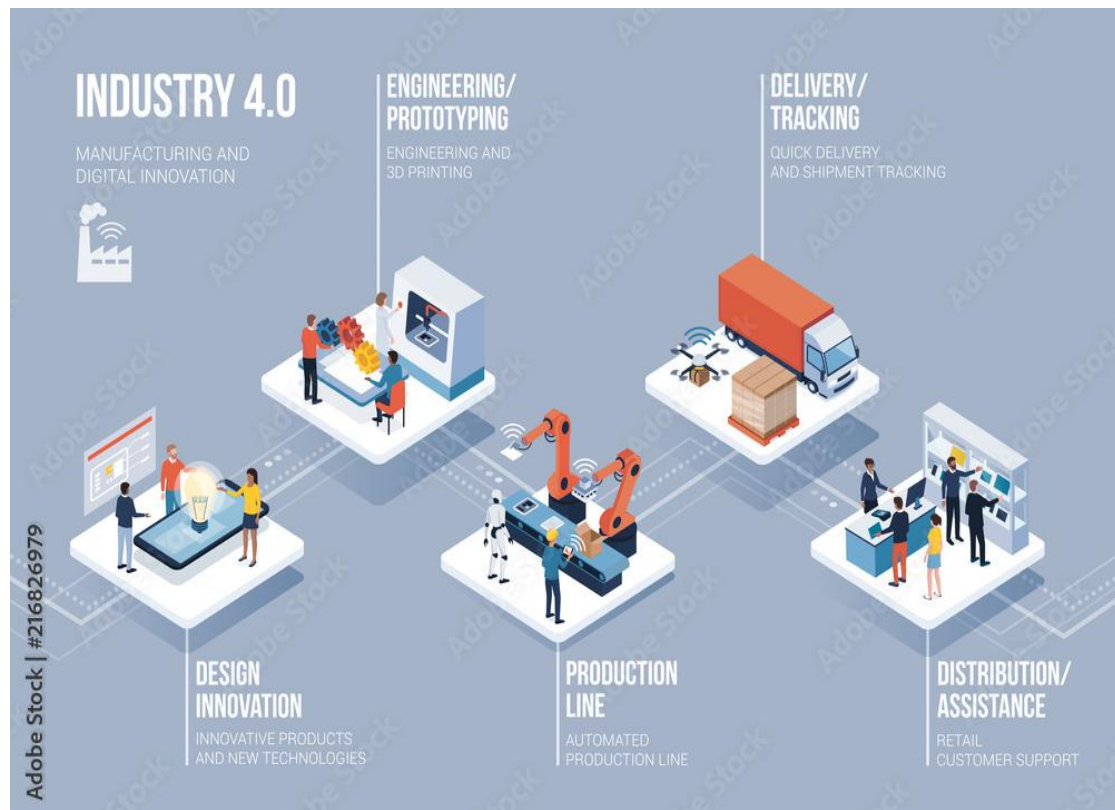 INDUSTRY 4.0
MANUFACTURING AND
DIGITAL INNOVATION
ENGINEERING/
PROTOTYPING
ENGINEERING AND
3D PRINTING
DELIVERY/
TRACKING
QUICK DELIVERY
AND SHIPMENT TRACKING
DESIGN
INNOVATION
INNOVATIVE PRODUCTS
AND NEW TECHNOLOGIES
PRODUCTION
LINE
AUTOMATED
PRODUCTION LINE
DISTRIBUTION/
ASSISTANCE
RETAIL
CUSTOMER SUPPORT
Adobe Stock | #216826979
Adobe Stock